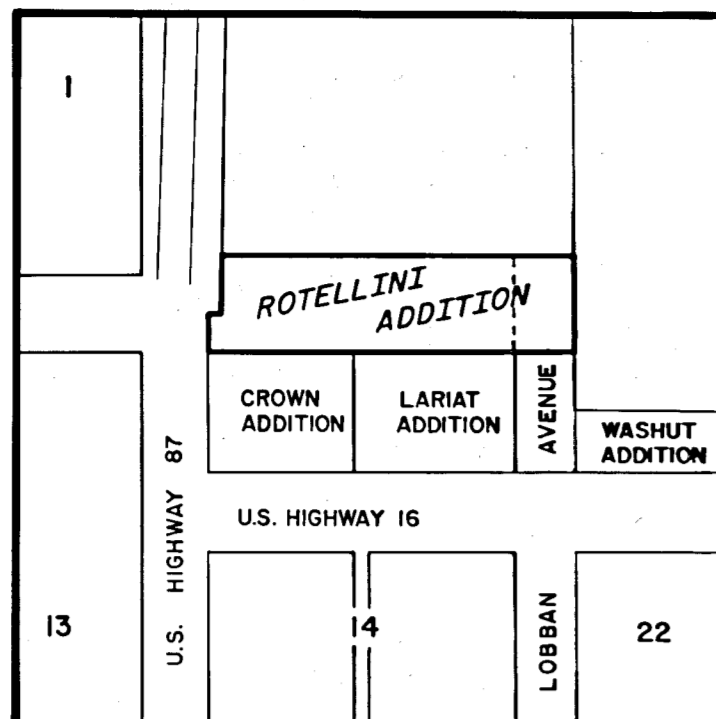 1
ROTELLINI
ADDITION
CROWN
ADDITION
LARIAT
ADDITION
AVENUE
WASHUT
ADDITION
U.S. HIGHWAY 87
U.S. HIGHWAY 16
13
14
LOBBAN
22